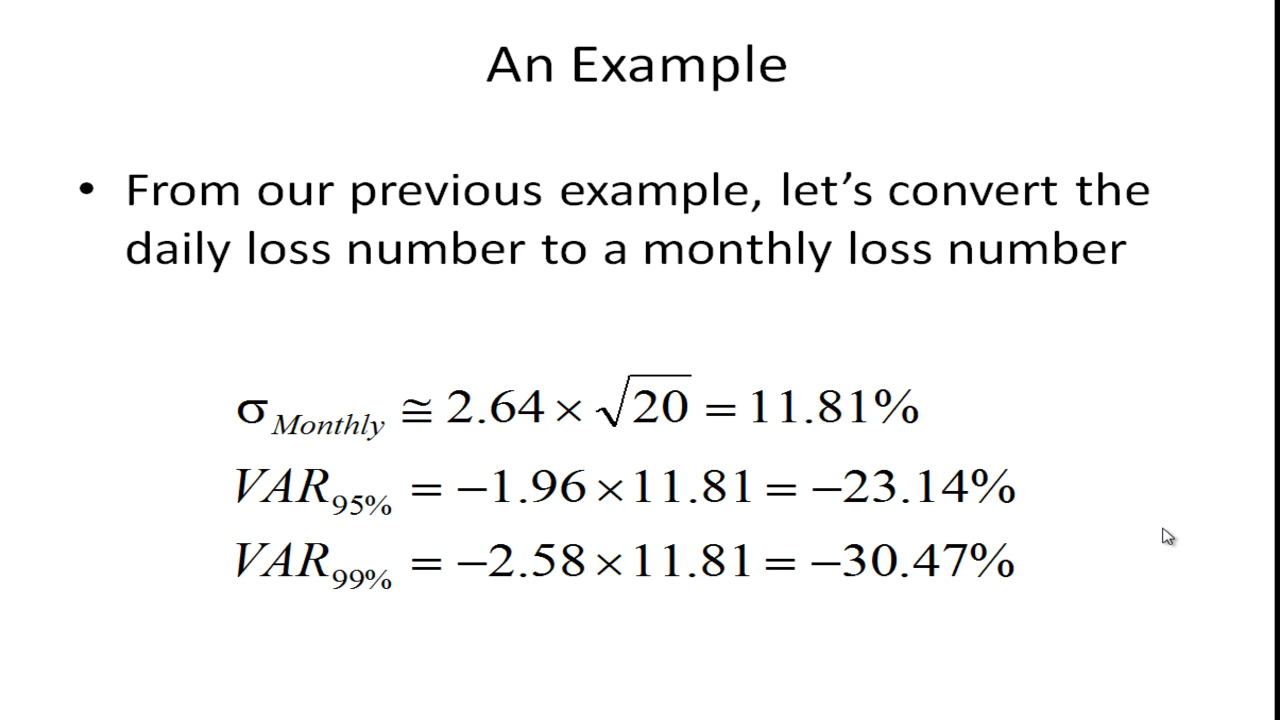 An Example
• From our previous example, let’s convert the
daily loss number to a monthly loss number
σ_Monthly ≅ 2.64 × √20 = 11.81%
VAR_95% = −1.96 × 11.81 = −23.14%
VAR_99% = −2.58 × 11.81 = −30.47%